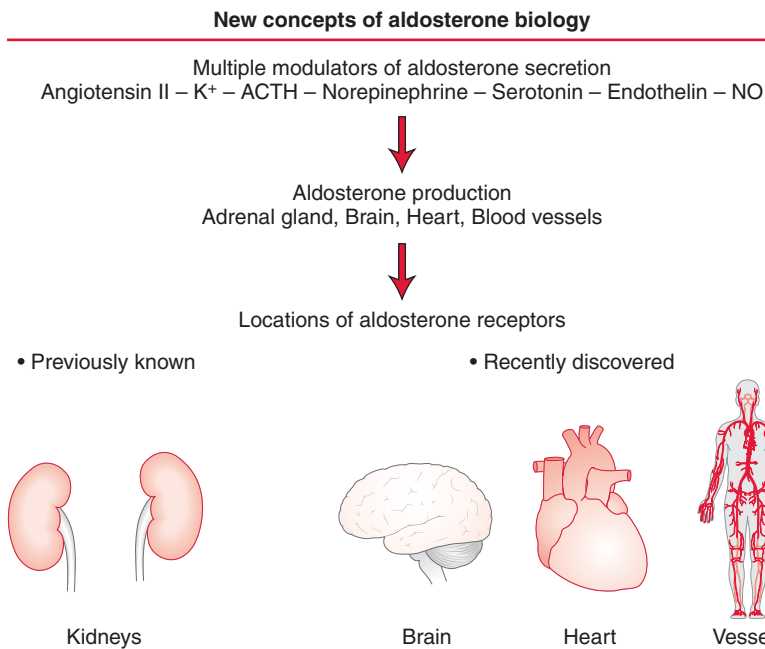 New concepts of aldosterone biology
Multiple modulators of aldosterone secretion
Angiotensin II – K⁺ – ACTH – Norepinephrine – Serotonin – Endothelin – NO
Aldosterone production
Adrenal gland, Brain, Heart, Blood vessels
Locations of aldosterone receptors
• Previously known • Recently discovered
Kidneys Brain Heart